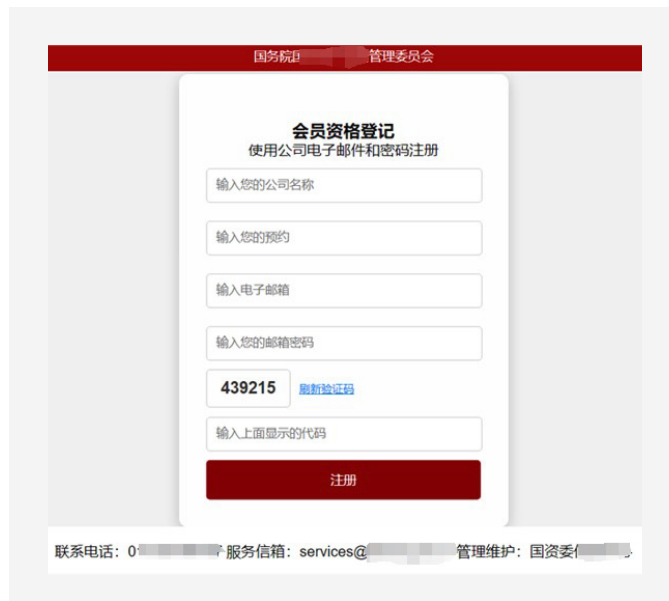 国务院国 管理委员会
会员资格登记
使用公司电子邮件和密码注册
输入您的公司名称
输入您的预约
输入电子邮箱
输入您的邮箱密码
439215 刷新验证码
输入上面显示的代码
注册
联系电话：0 服务信箱：services@ 管理维护：国资委